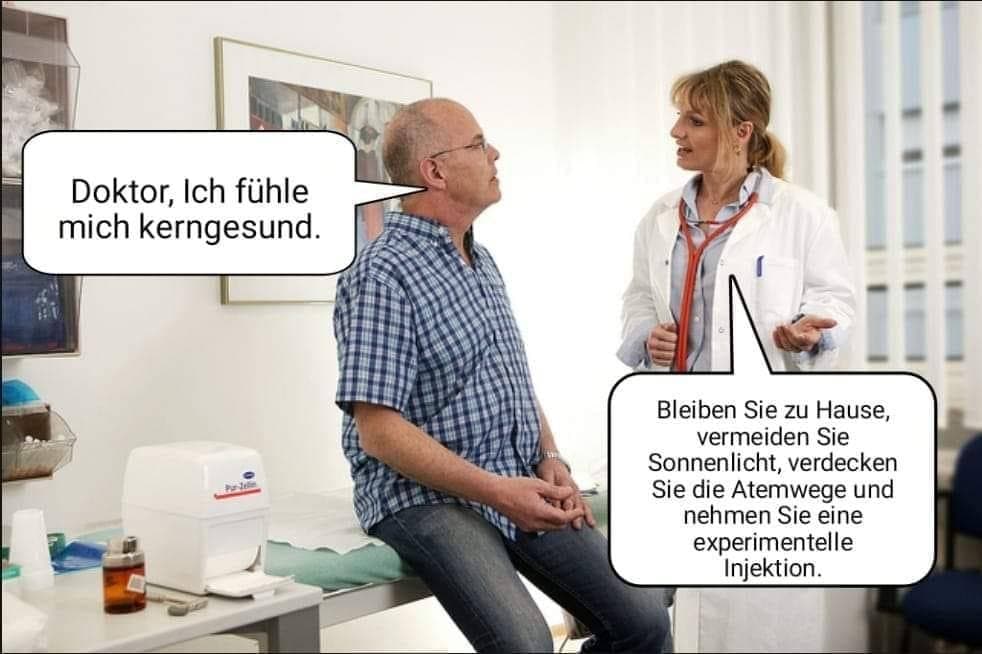 Doktor, Ich fühle
mich kerngesund.
Bleiben Sie zu Hause,
vermeiden Sie
Sonnenlicht, verdecken
Sie die Atemwege und
nehmen Sie eine
experimentelle
Injektion.
Pur-Zellin